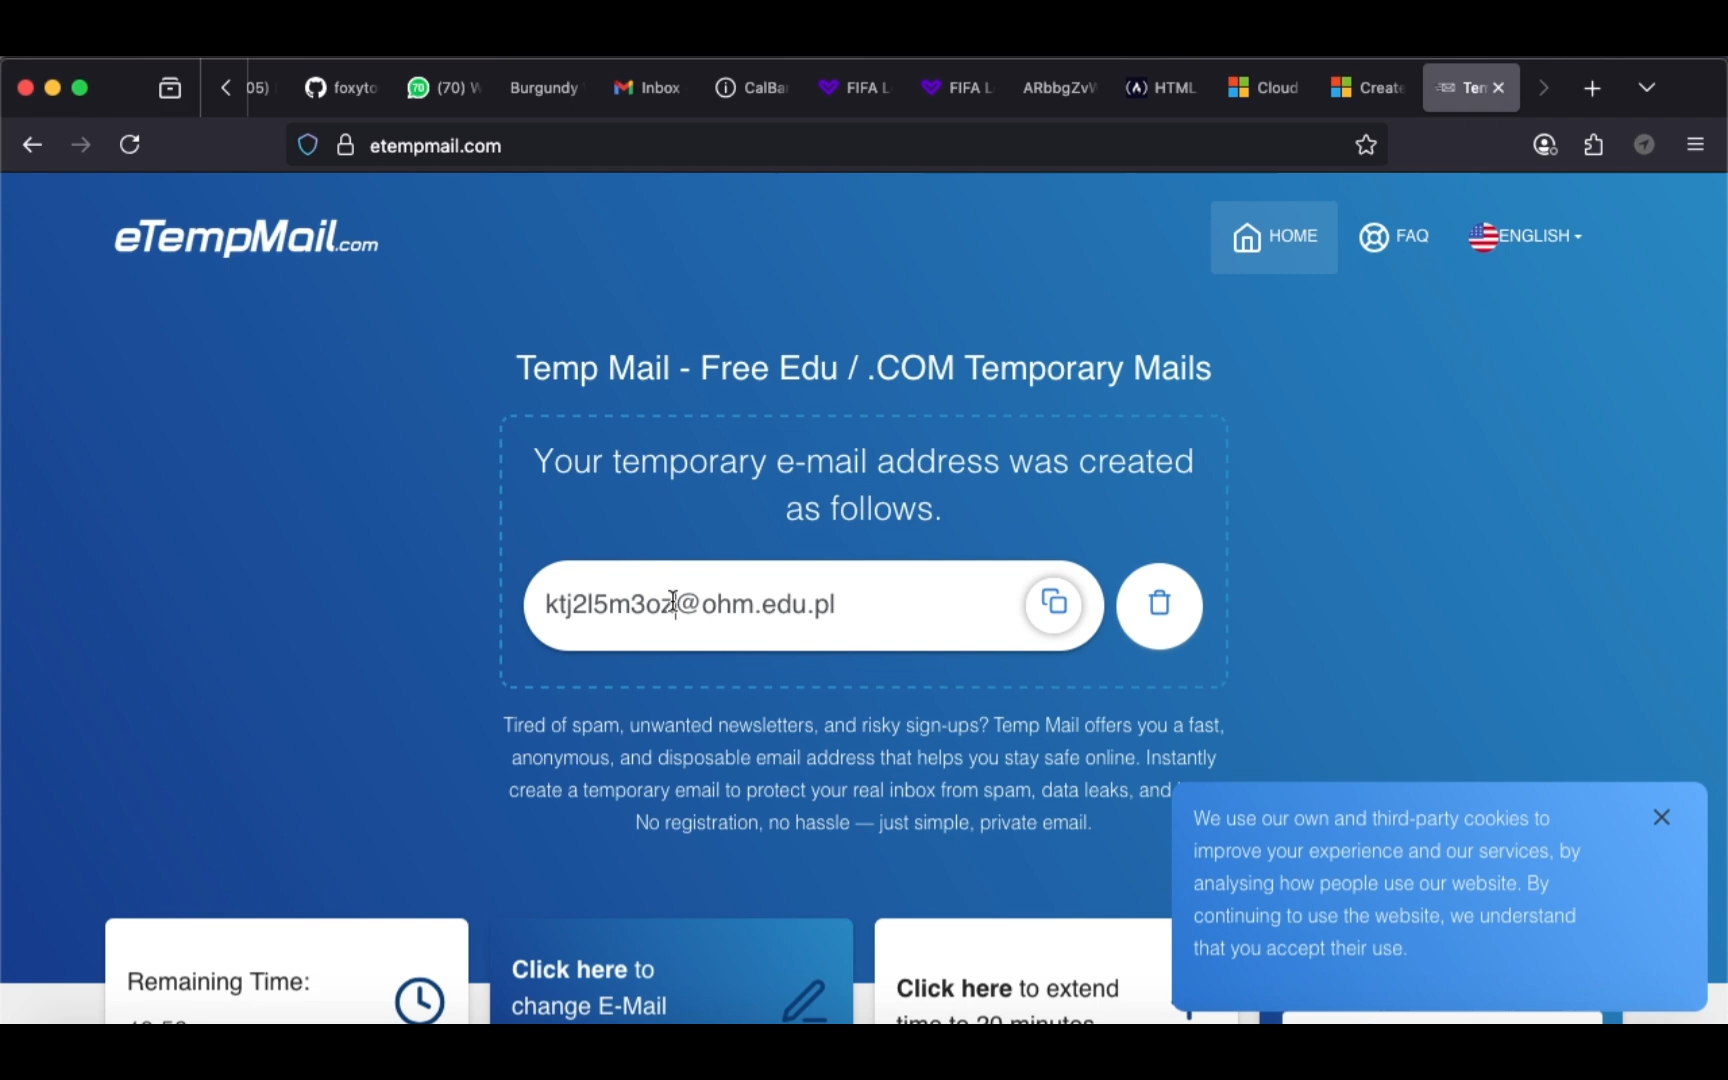 05)
foxyto
(70) W
Burgundy
Inbox
CalBa
FIFA L
FIFA L
ARbbgZvW
HTML
Cloud
Create
Ten
etempmail.com
eTempMail.com
HOME
FAQ
ENGLISH
Temp Mail - Free Edu / .COM Temporary Mails
Your temporary e-mail address was created
as follows.
ktj2l5m3oz@ohm.edu.pl
Tired of spam, unwanted newsletters, and risky sign-ups? Temp Mail offers you a fast,
anonymous, and disposable email address that helps you stay safe online. Instantly
create a temporary email to protect your real inbox from spam, data leaks, and
No registration, no hassle — just simple, private email.
We use our own and third-party cookies to
improve your experience and our services, by
analysing how people use our website. By
continuing to use the website, we understand
that you accept their use.
Remaining Time:
Click here to
change E-Mail
Click here to extend
time to 20 minutes